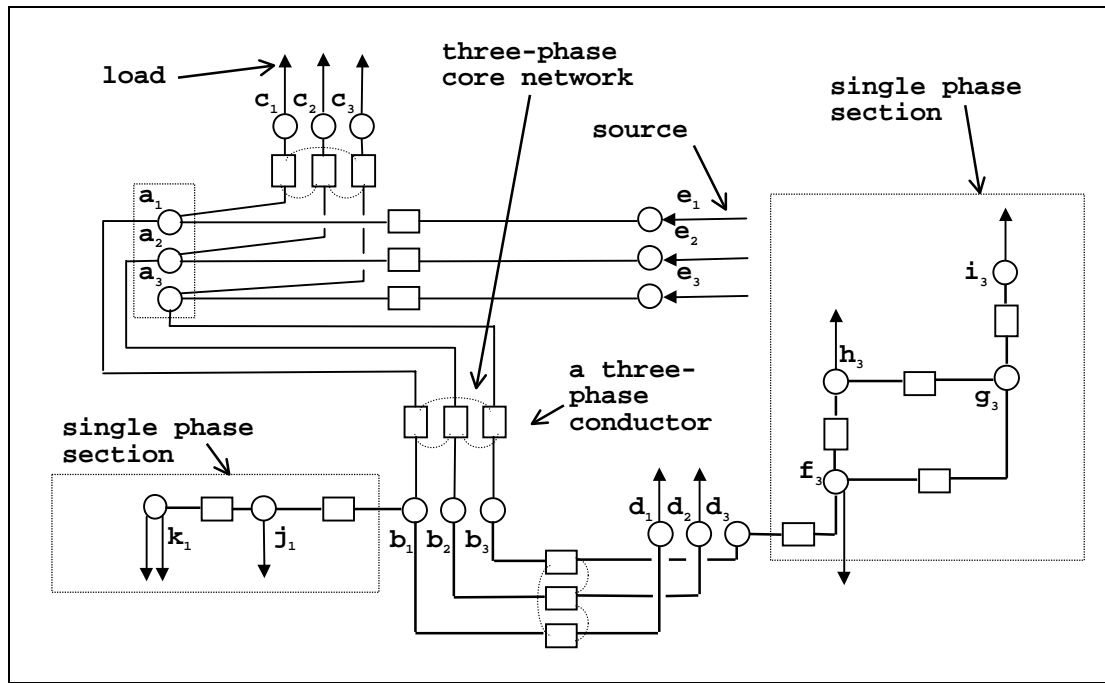 three-phase
core network
load
single phase
section
c₁ c₂ c₃
source
a₁
e₁
a₂
e₂
a₃
e₃
i₃
h₃
a three-
phase
conductor
g₃
single phase
section
f₃
d₁ d₂ d₃
k₁ j₁ b₁ b₂ b₃